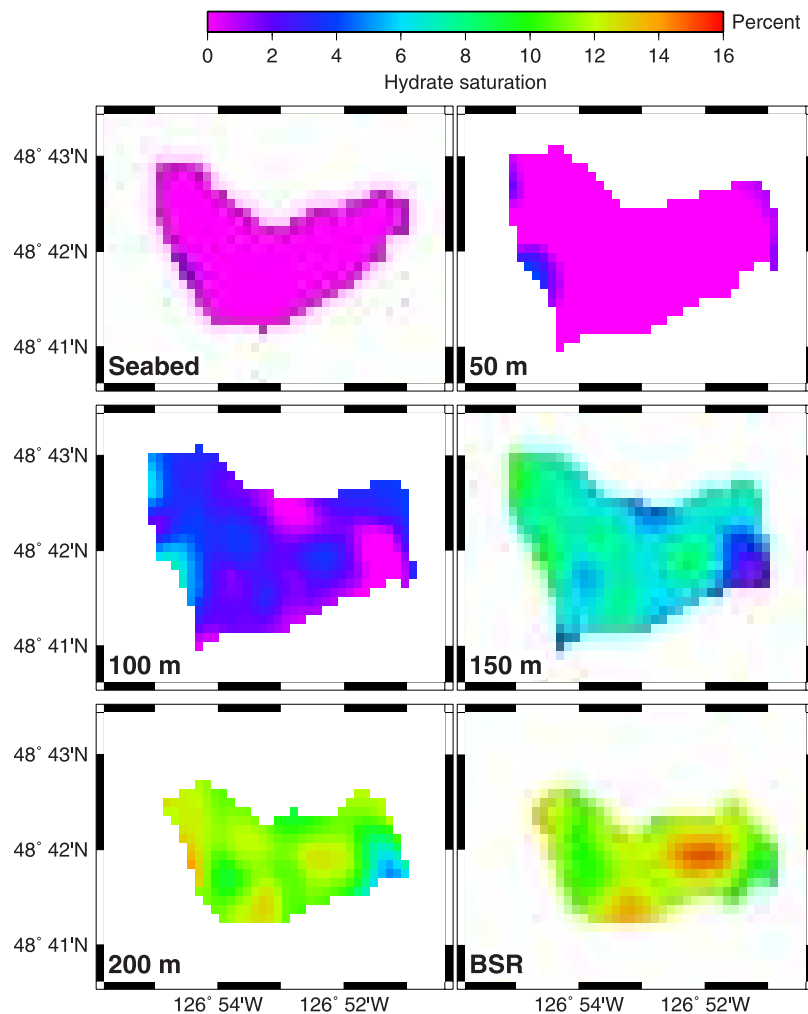 Percent
0 2 4 6 8 10 12 14 16
Hydrate saturation
48° 43'N
48° 42'N
48° 41'N
Seabed
50 m
48° 43'N
48° 42'N
48° 41'N
100 m
150 m
48° 43'N
48° 42'N
48° 41'N
200 m
BSR
126° 54'W 126° 52'W 126° 54'W 126° 52'W